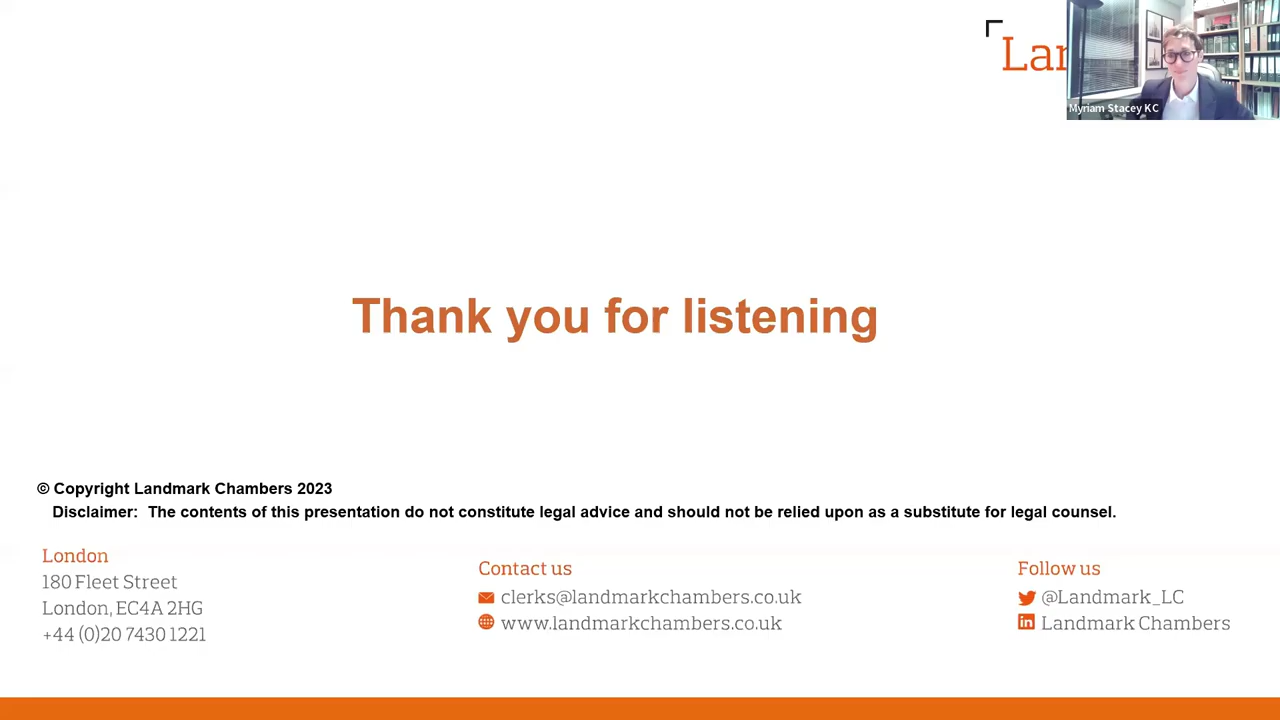 Lan
Myriam Stacey KC
Thank you for listening
© Copyright Landmark Chambers 2023
Disclaimer: The contents of this presentation do not constitute legal advice and should not be relied upon as a substitute for legal counsel.
London
180 Fleet Street
London, EC4A 2HG
+44 (0)20 7430 1221
Contact us
clerks@landmarkchambers.co.uk
www.landmarkchambers.co.uk
Follow us
@Landmark_LC
Landmark Chambers